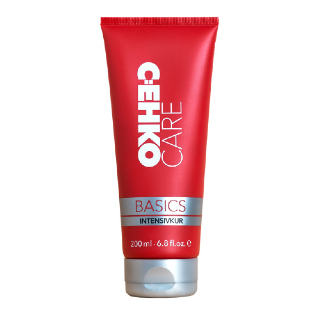 C:EHKO
CARE
BASICS
INTENSIVKUR
200 ml · 6.8 fl.oz. ℮